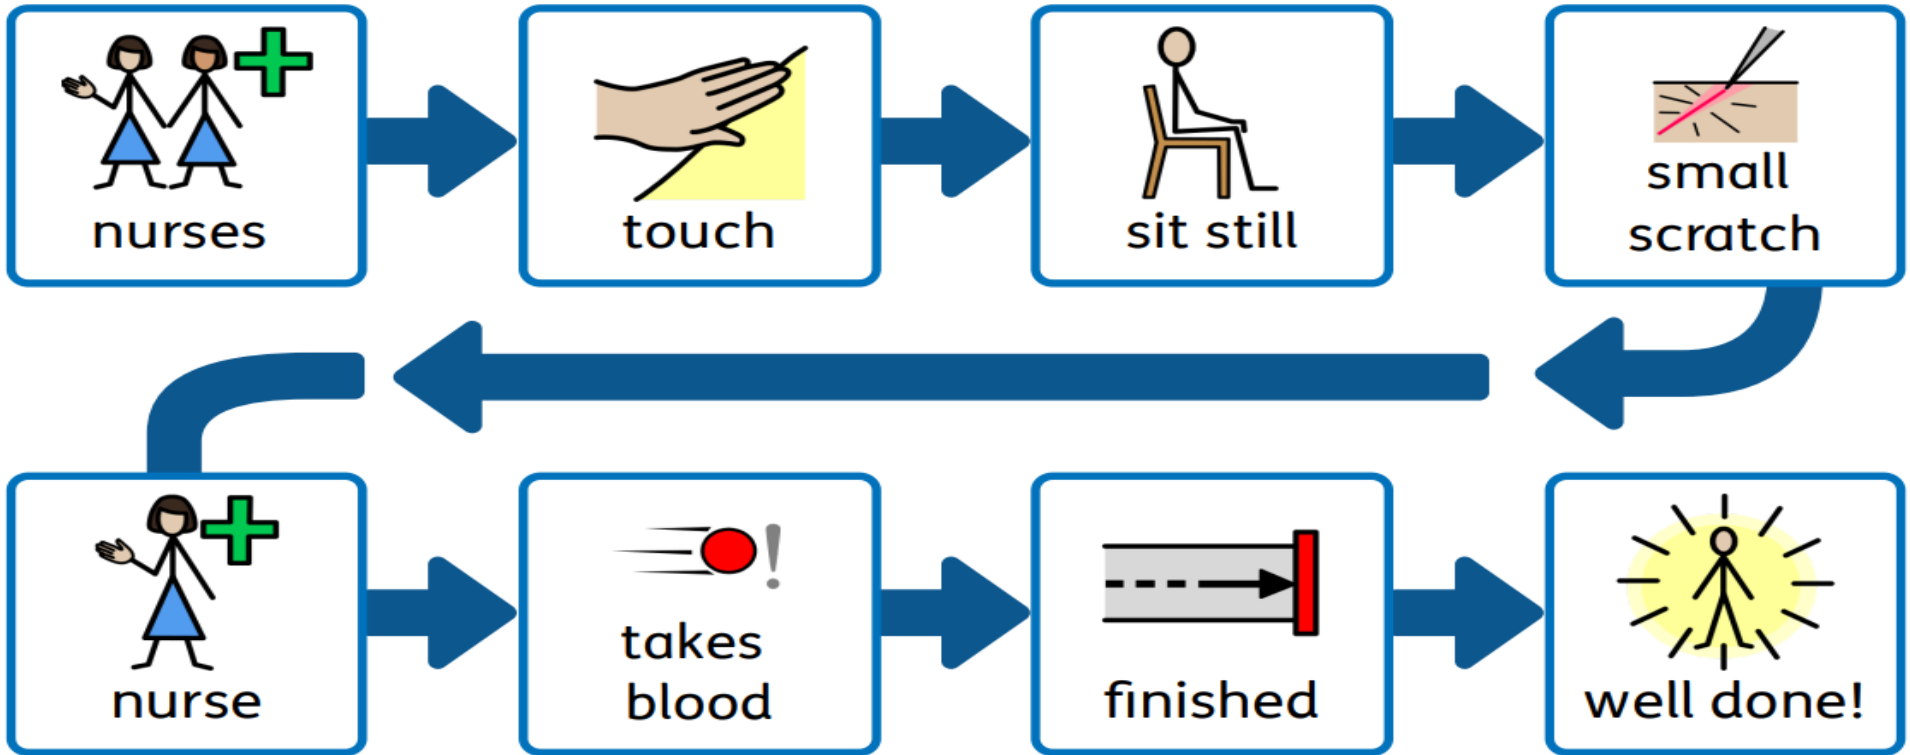 nurses
touch
sit still
small
scratch
nurse
takes
blood
finished
well done!